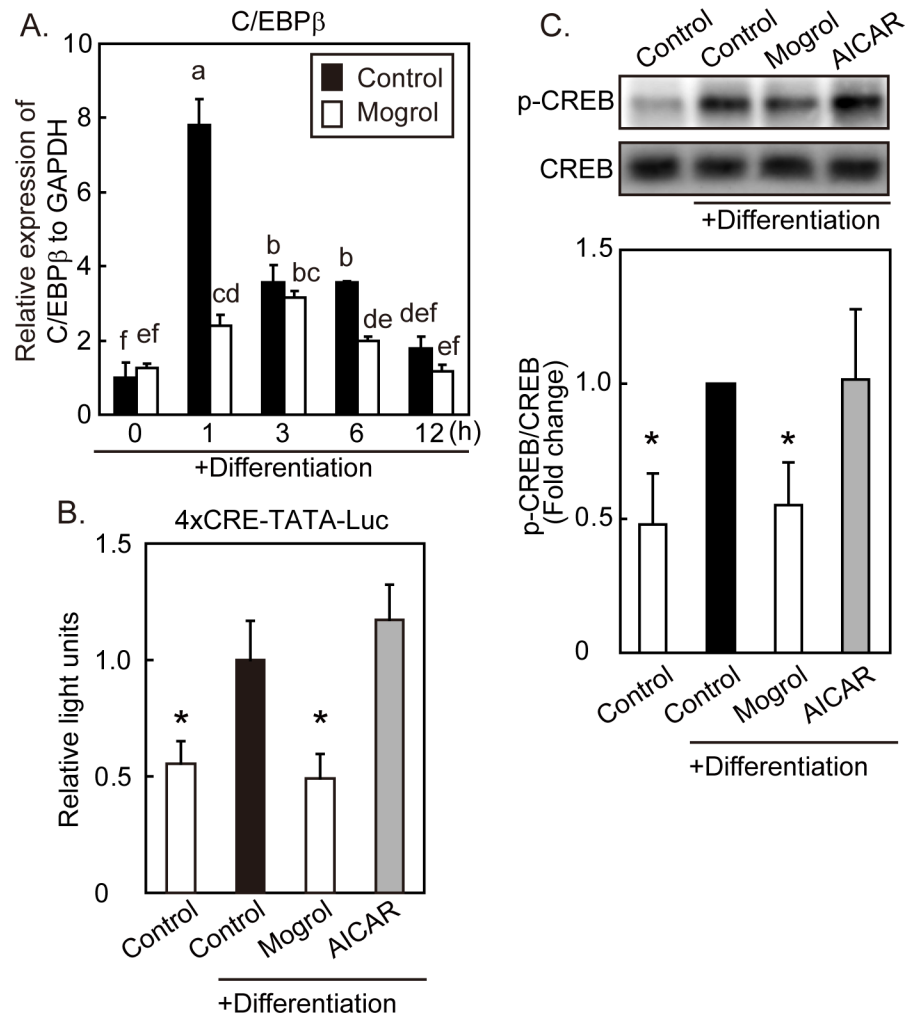 A.
C/EBPβ
Relative expression of
C/EBPβ to GAPDH
10
8
6
4
2
0
Control
Mogrol
a
b
b
bc
cd
def
de
f ef
ef
0 1 3 6 12 (h)
+Differentiation
B.
4xCRE-TATA-Luc
Relative light units
1.5
1.0
0.5
0
* *
Control Control Mogrol AICAR
+Differentiation
C.
Control Control Mogrol AICAR
p-CREB
CREB
+Differentiation
p-CREB/CREB
(Fold change)
1.5
1.0
0.5
0
* *
Control Control Mogrol AICAR
+Differentiation